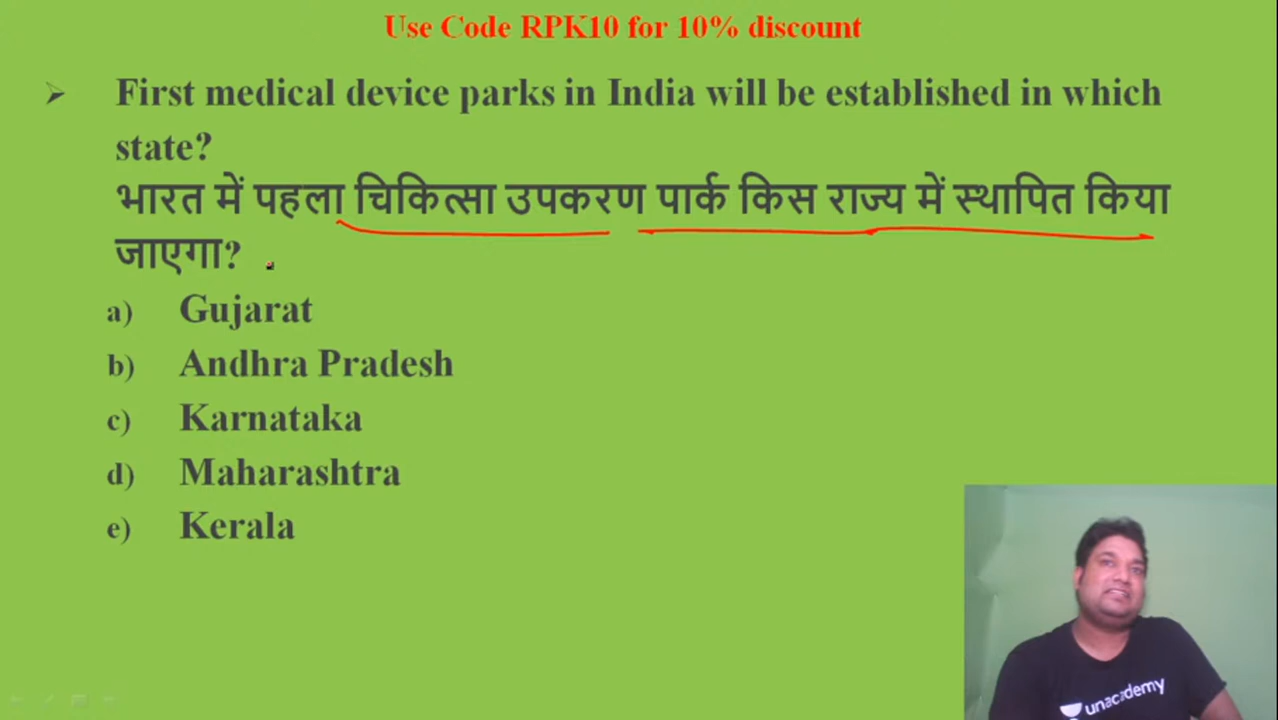 Use Code RPK10 for 10% discount
➢ First medical device parks in India will be established in which
state?
भारत में पहला चिकित्सा उपकरण पार्क किस राज्य में स्थापित किया
जाएगा?
a) Gujarat
b) Andhra Pradesh
c) Karnataka
d) Maharashtra
e) Kerala
unacademy